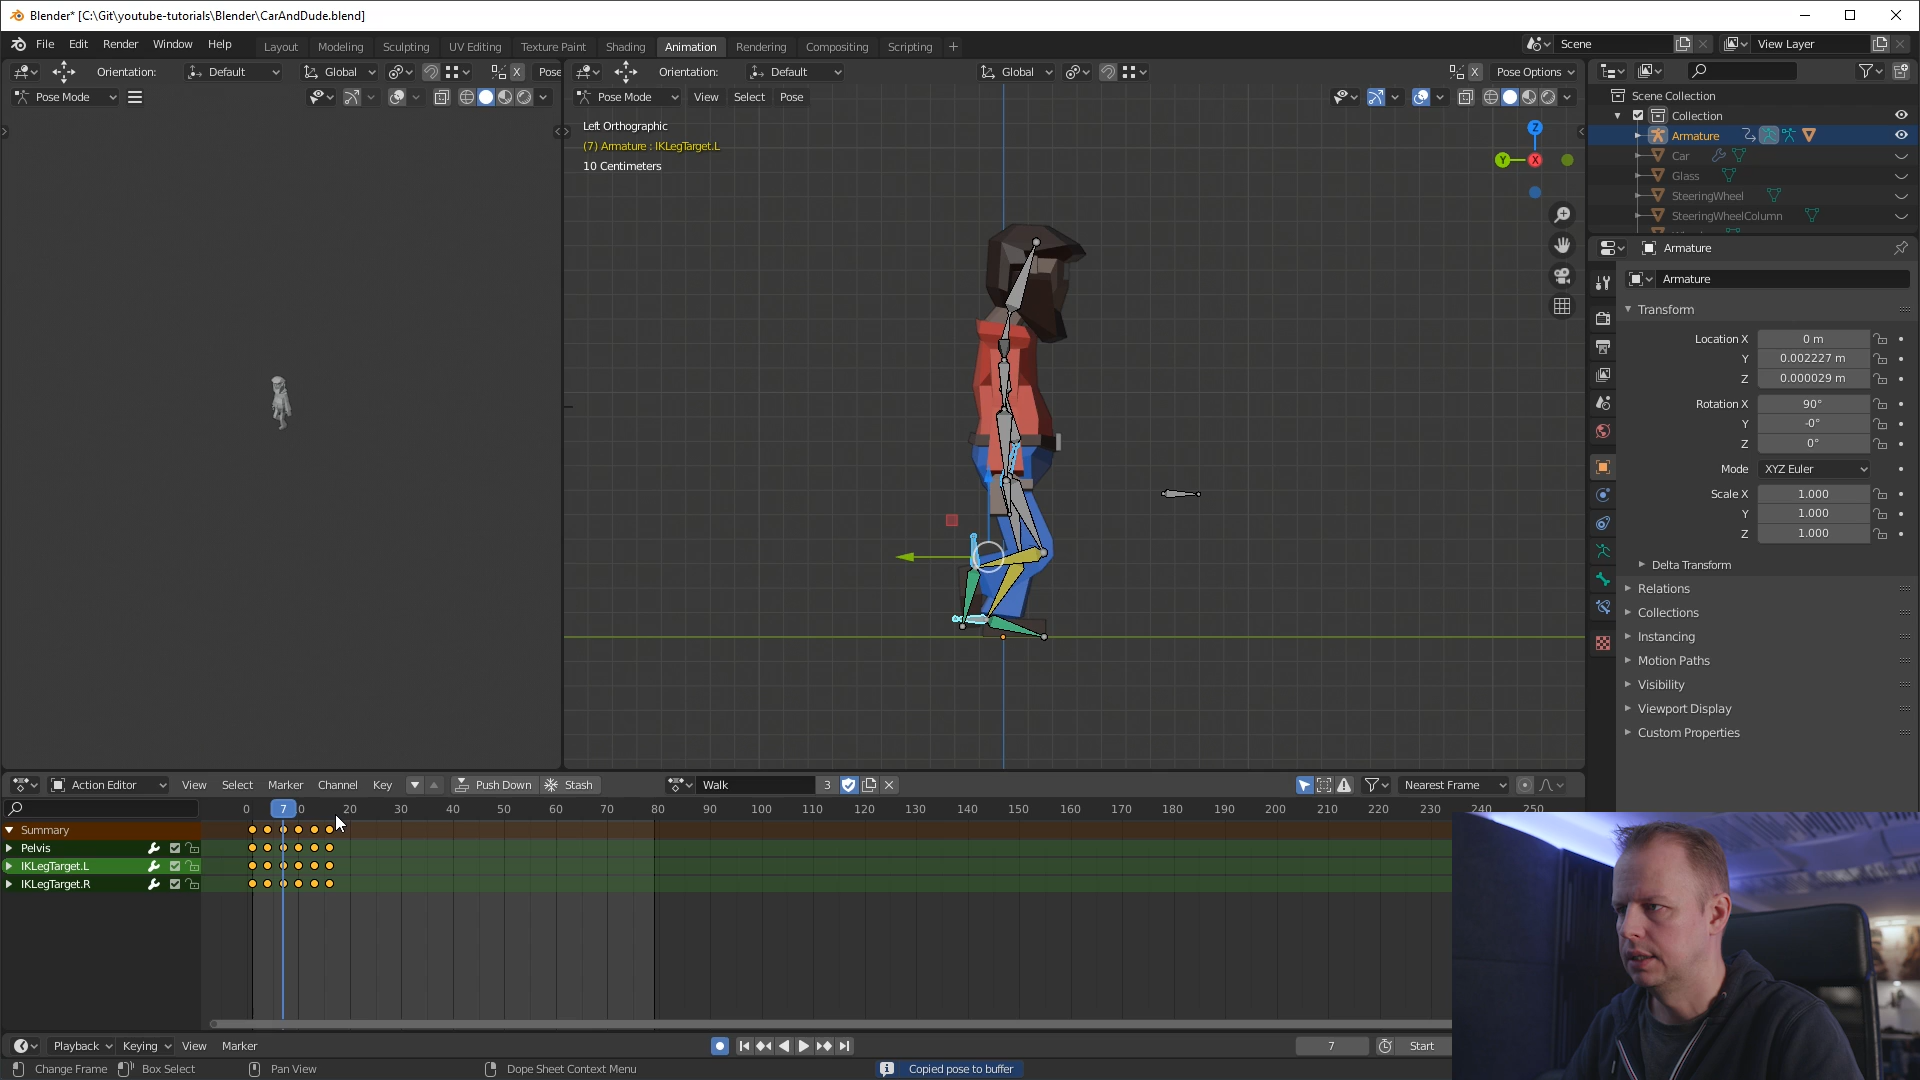 Blender* [C:\Git\youtube-tutorials\Blender\CarAndDude.blend]
File Edit Render Window Help Layout Modeling Sculpting UV Editing Texture Paint Shading Animation Rendering Compositing Scripting + Scene View Layer
Orientation: Default Global X Pose Orientation: Default Global X Pose Options
Pose Mode Pose Mode View Select Pose
Left Orthographic
(7) Armature : IKLegTarget.L
10 Centimeters
Z
Y X
Scene Collection
Collection
Armature
Car
Glass
SteeringWheel
SteeringWheelColumn
Armature
Armature
Transform
Location X 0 m
Y 0.002227 m
Z 0.000029 m
Rotation X 90°
Y -0°
Z 0°
Mode XYZ Euler
Scale X 1.000
Y 1.000
Z 1.000
Delta Transform
Relations
Collections
Instancing
Motion Paths
Visibility
Viewport Display
Custom Properties
Action Editor View Select Marker Channel Key Push Down Stash Walk 3 Nearest Frame
0 7 0 20 30 40 50 60 70 80 90 100 110 120 130 140 150 160 170 180 190 200 210 220 230 240 250
Summary
Pelvis
IKLegTarget.L
IKLegTarget.R
Playback Keying View Marker 7 Start
Change Frame Box Select Pan View Dope Sheet Context Menu Copied pose to buffer